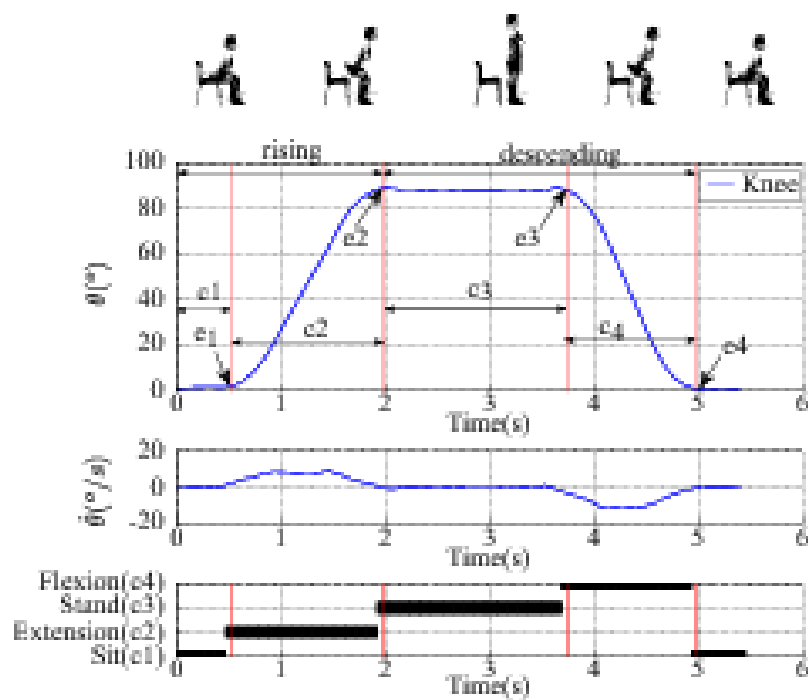 rising descending
100
Knee
80
e2 e3
60
θ(°)
40
c1 c3
e1 c2 c4 e4
20
0
0 1 2 3 4 5 6
Time(s)
20
0
θ̇(°/s)
-20
0 1 2 3 4 5 6
Time(s)
Flexion(c4)
Stand(c3)
Extension(c2)
Sit(c1)
0 1 2 3 4 5 6
Time(s)